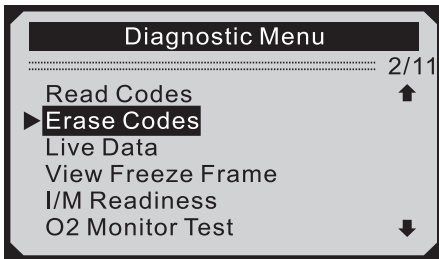 Diagnostic Menu
2/11
Read Codes
Erase Codes
Live Data
View Freeze Frame
I/M Readiness
O2 Monitor Test